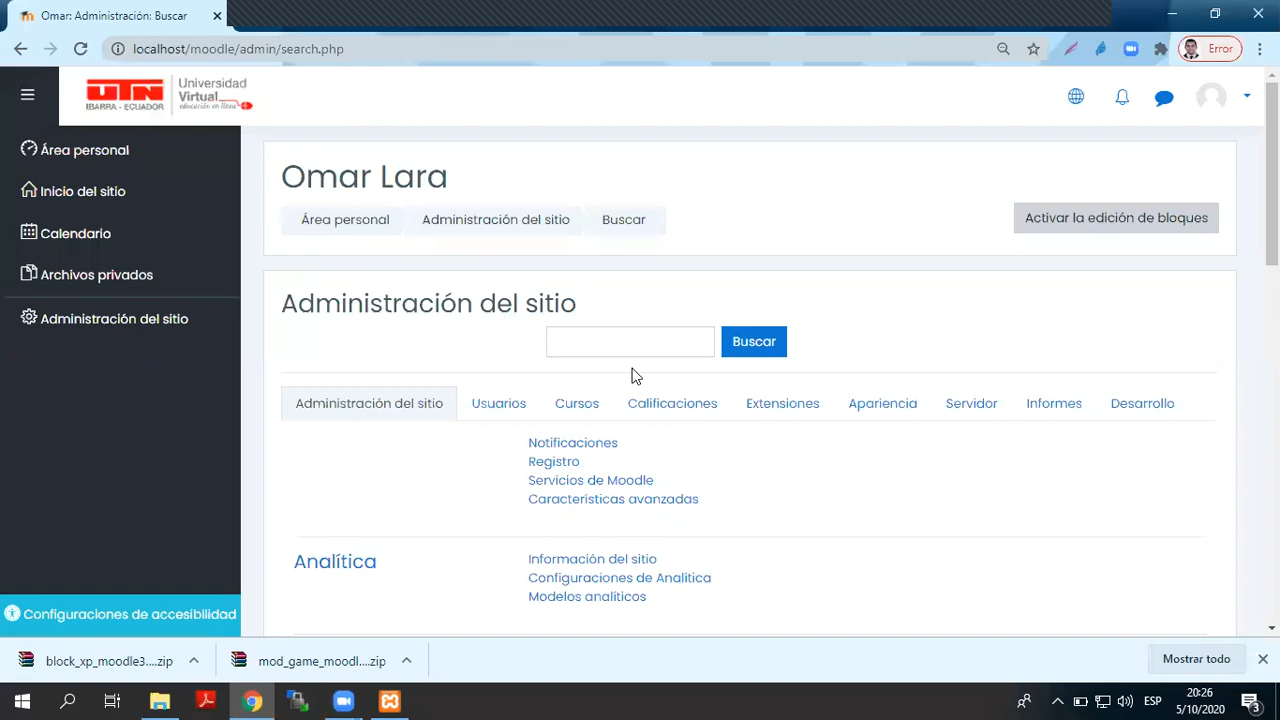 Omar: Administración: Buscar
localhost/moodle/admin/search.php
Error
UTN
IBARRA - ECUADOR
Universidad
Virtual
educación en línea
Área personal
Inicio del sitio
Calendario
Archivos privados
Administración del sitio
Configuraciones de accesibilidad
Omar Lara
Área personal
Administración del sitio
Buscar
Activar la edición de bloques
Administración del sitio
Buscar
Administración del sitio
Usuarios
Cursos
Calificaciones
Extensiones
Apariencia
Servidor
Informes
Desarrollo
Notificaciones
Registro
Servicios de Moodle
Características avanzadas
Analítica
Información del sitio
Configuraciones de Analítica
Modelos analíticos
block_xp_moodle3....zip
mod_game_moodl....zip
Mostrar todo
ESP
20:26
5/10/2020
3